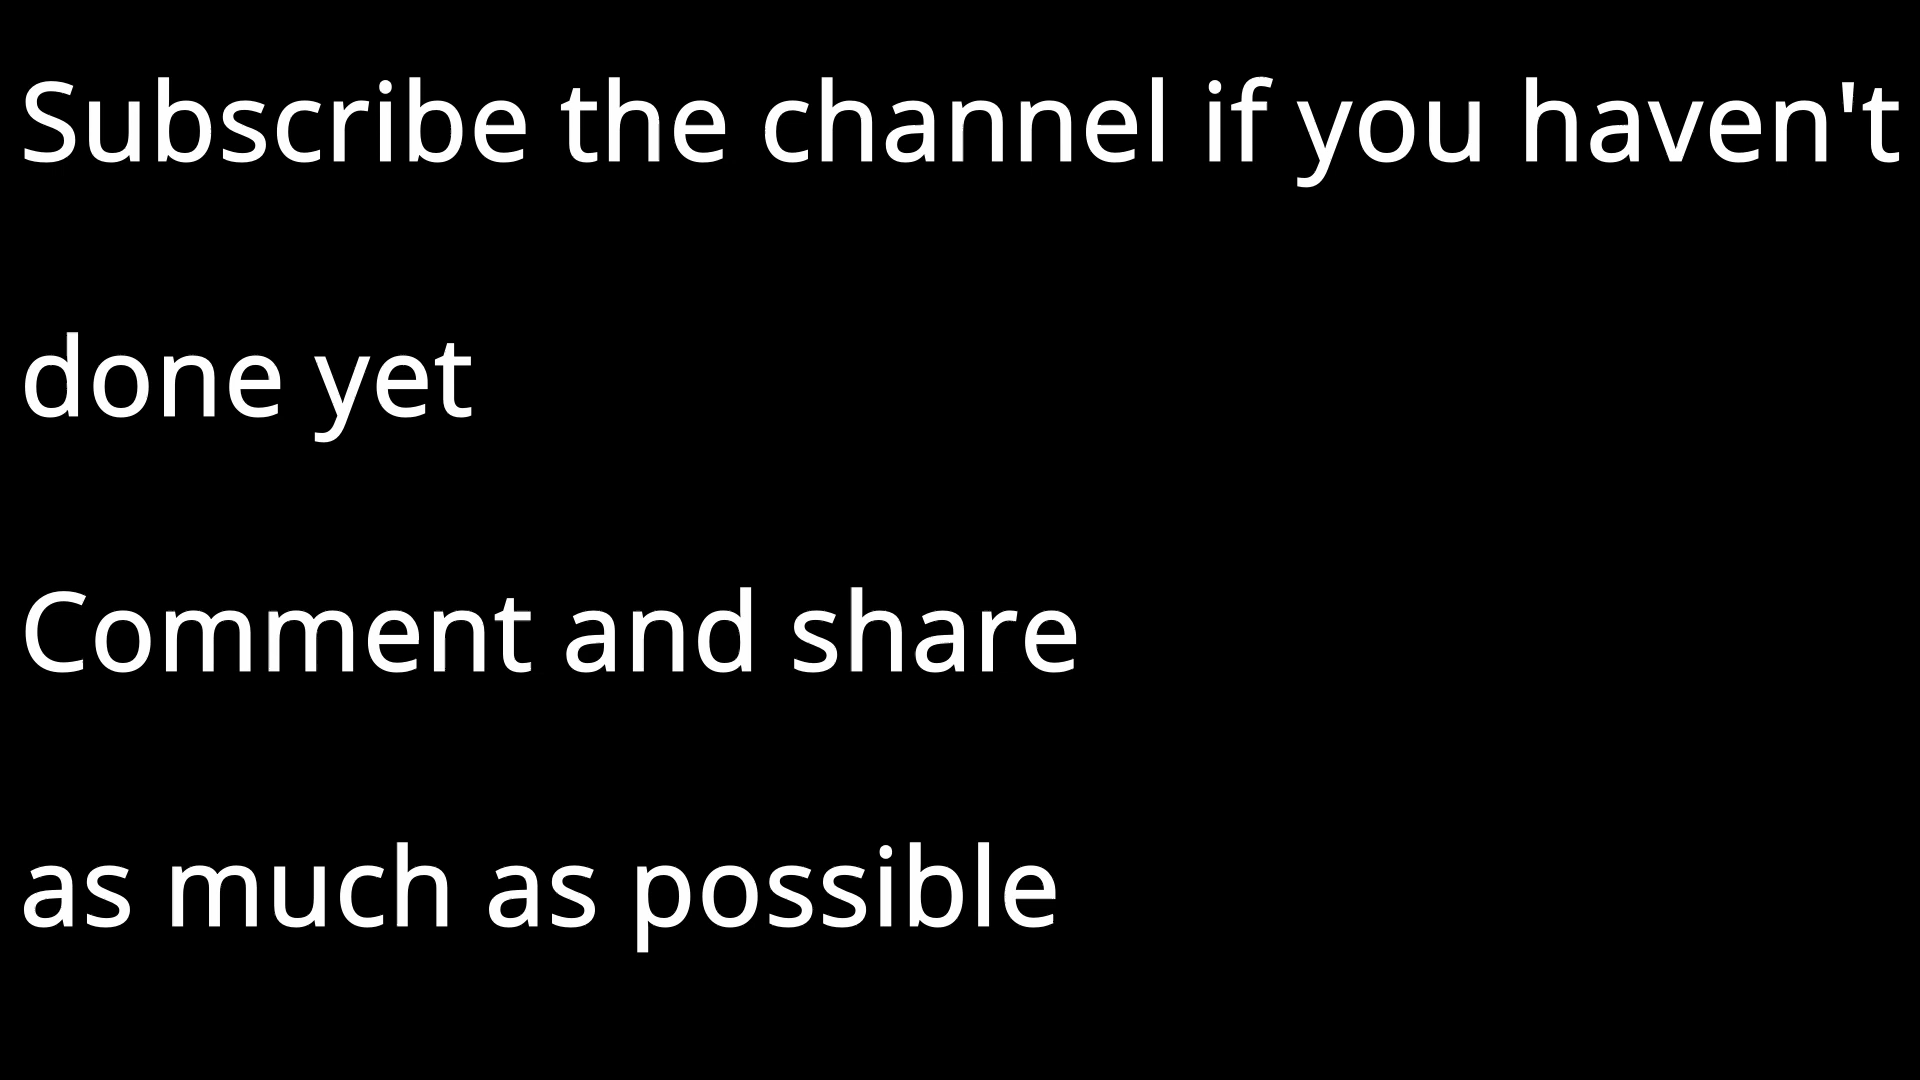 Subscribe the channel if you haven't
done yet
Comment and share
as much as possible